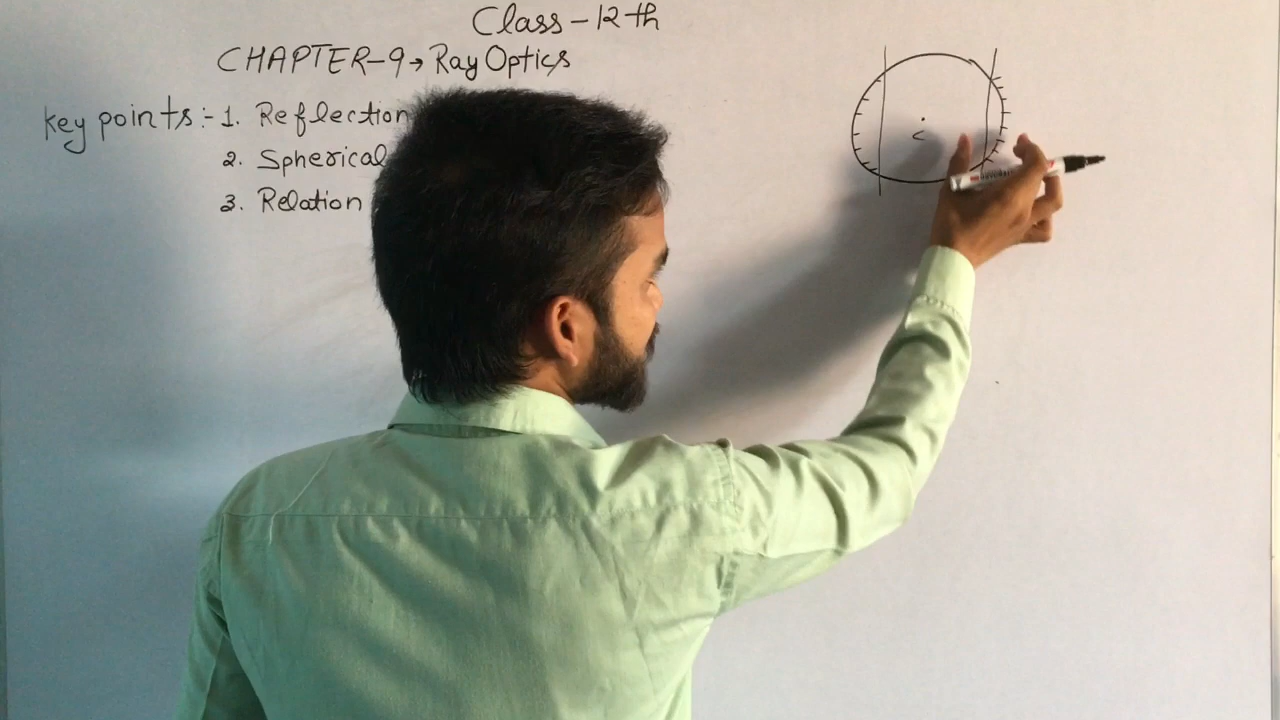 Class-12th
CHAPTER-9→ Ray Optics
Key points:- 1. Reflection
2. Spherical
3. Relation
c